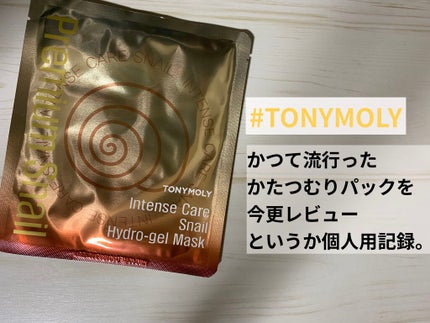 Premium Snail
TONYMOLY
Intense Care
Snail
Hydro-gel Mask
#TONYMOLY
かつて流行った
かたつむりパックを
今更レビュー
というか個人用記録。